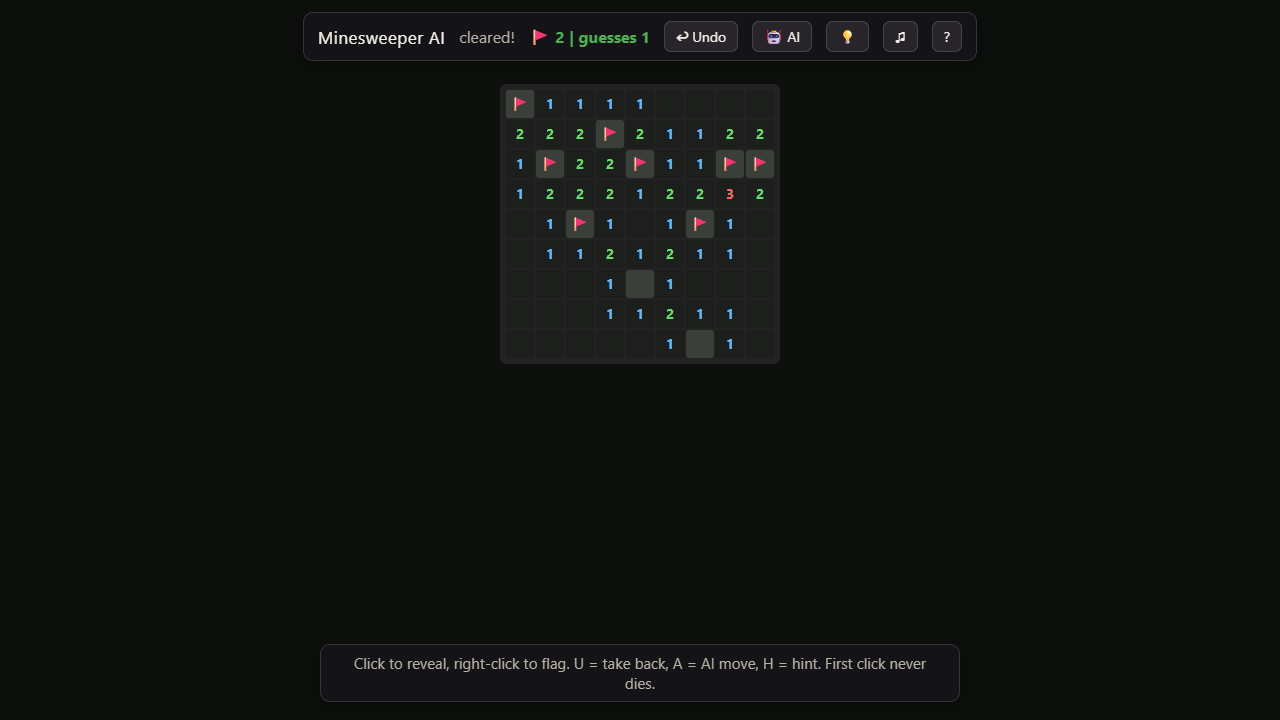 Minesweeper AI cleared! 🚩 2 | guesses 1 ↩ Undo 🤖 AI 💡 ♫ ?
1 1 1 1
2 2 2 2 1 1 2 2
1 2 2 1 1
1 2 2 2 1 2 2 3 2
1 1 1 1
1 1 2 1 2 1 1
1 1
1 1 2 1 1
1 1
Click to reveal, right-click to flag. U = take back, A = AI move, H = hint. First click never
dies.